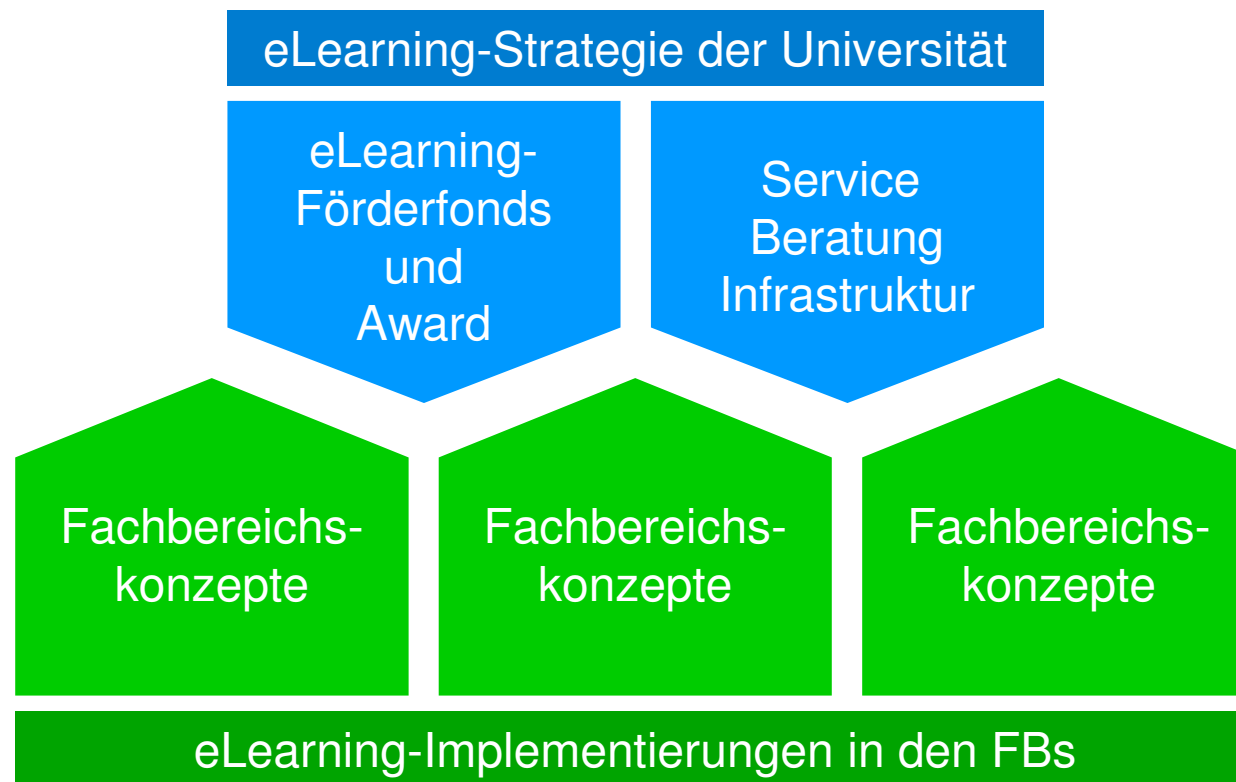 eLearning-Strategie der Universität
eLearning-
Förderfonds
und
Award
Service
Beratung
Infrastruktur
Fachbereichs-
konzepte
Fachbereichs-
konzepte
Fachbereichs-
konzepte
eLearning-Implementierungen in den FBs